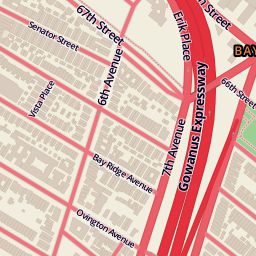 67th Street
Erik Place
Senator Street
BAY
6th Avenue
66th Street
Vista Place
Gowanus Expressway
7th Avenue
Bay Ridge Avenue
Ovington Avenue